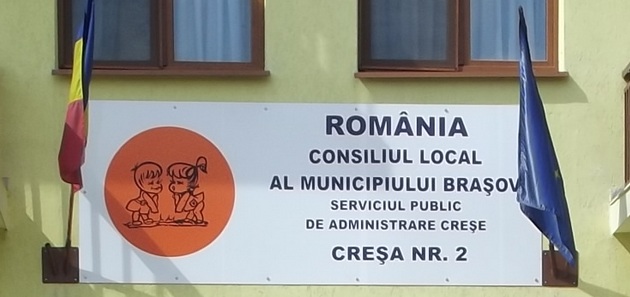 ROMÂNIA
CONSILIUL LOCAL
AL MUNICIPIULUI BRAŞOV
SERVICIUL PUBLIC
DE ADMINISTRARE CREŞE
CREŞA NR. 2